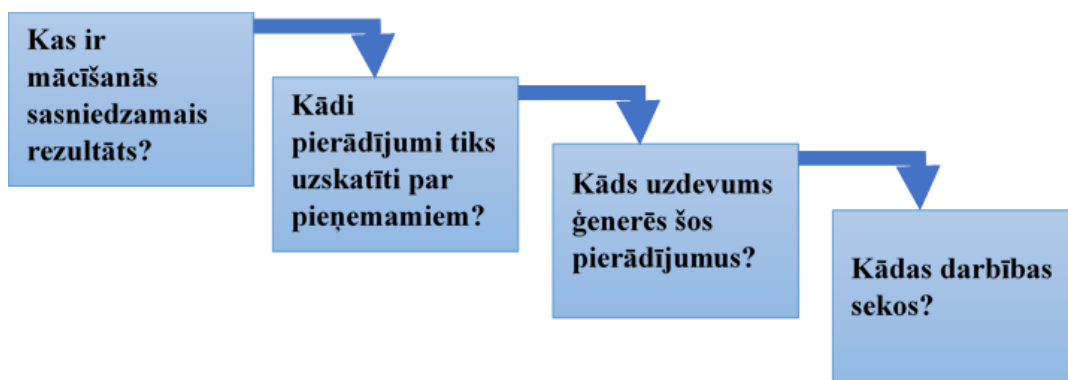 Kas ir
mācīšanās
sasniedzamais
rezultāts?
Kādi
pierādījumi tiks
uzskatīti par
pieņemamiem?
Kāds uzdevums
ģenerēs šos
pierādījumus?
Kādas darbības
sekos?